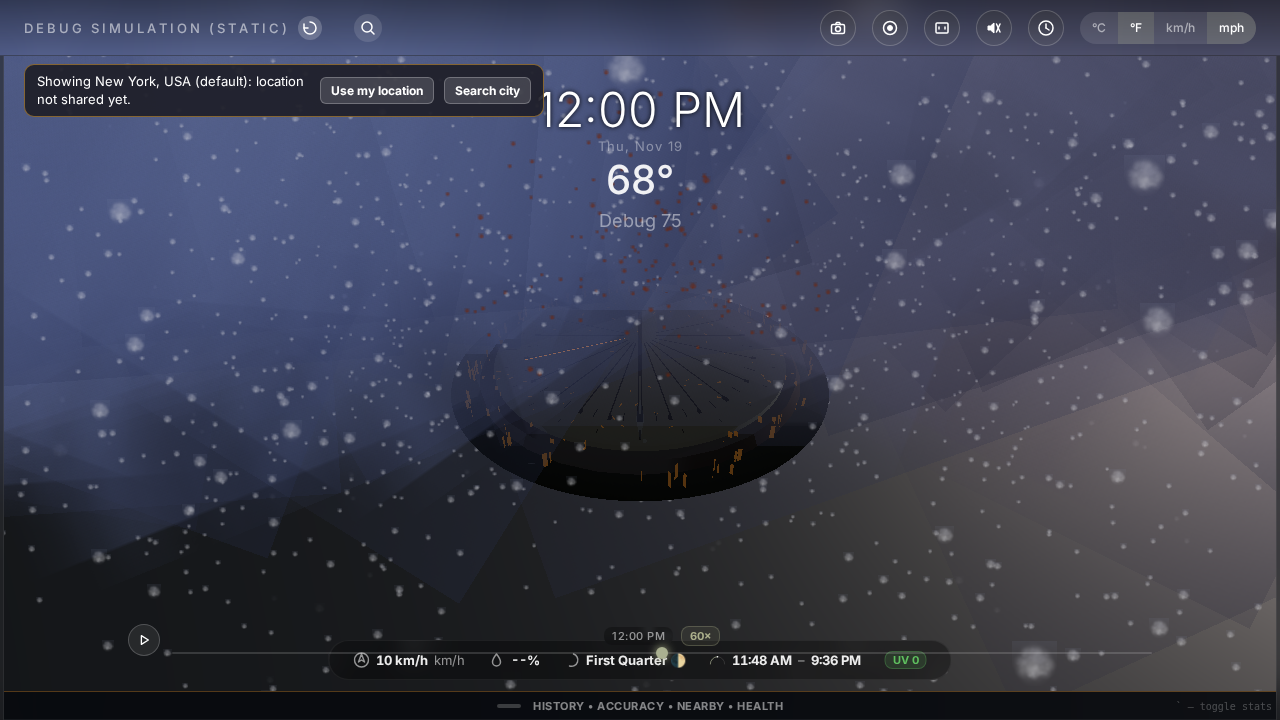 DEBUG SIMULATION (STATIC)
°C °F km/h mph
Showing New York, USA (default): location
not shared yet.
Use my location
Search city
12:00 PM
Thu, Nov 19
68°
Debug 75
12:00 PM 60×
10 km/h km/h --% First Quarter 11:48 AM – 9:36 PM UV 0
HISTORY • ACCURACY • NEARBY • HEALTH
` — toggle stats